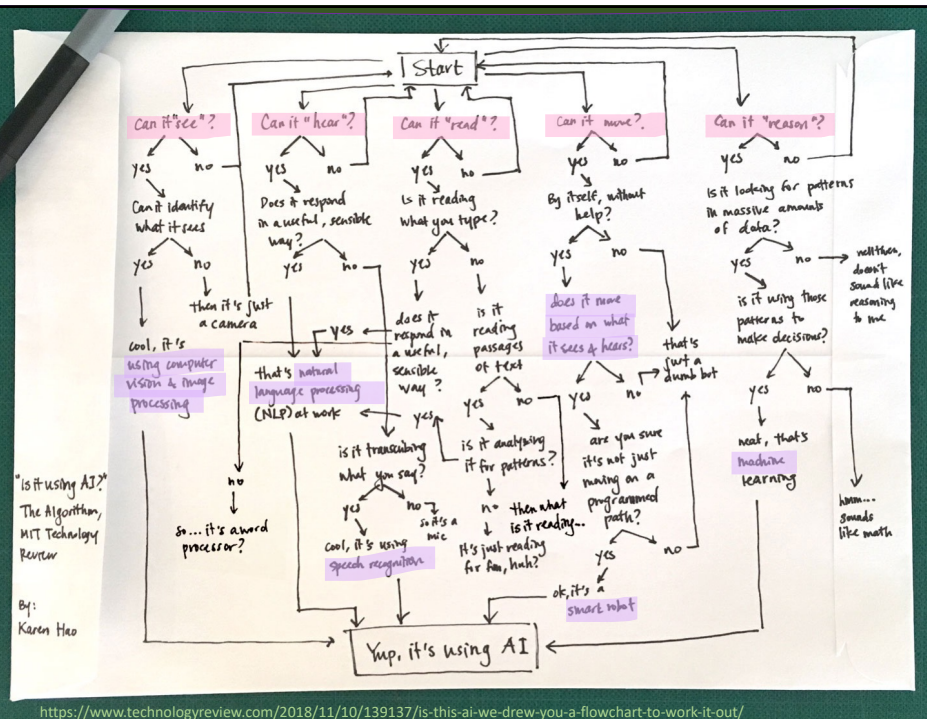 Start
Can it "see"?
yes
no
Can it identify
what it sees
yes
no
then it's just
a camera
cool, it's
using computer
vision & image
processing
Can it "hear"?
yes
no
Does it respond
in a useful, sensible
way?
yes
no
that's natural
language processing
(NLP) at work
is it transcribing
what you say?
yes
no
so it's a
mic
cool, it's using
speech recognition
Can it "read"?
yes
no
Is it reading
what you type?
yes
no
does it
respond in
a useful,
sensible
way?
yes
no
so... it's a word
processor?
is it
reading
passages
of text
yes
no
then what
is it reading...
is it analyzing
it for patterns?
yes
no
It's just reading
for fun, huh?
Can it move?
yes
no
By itself, without
help?
yes
no
that's
just a
dumb bot
does it move
based on what
it sees & hears?
yes
no
are you sure
it's not just
moving on a
programmed
path?
yes
no
ok, it's a
smart robot
Can it "reason"?
yes
no
Is it looking for patterns
in massive amounts
of data?
yes
no
well then,
doesn't
sound like
reasoning
to me
is it using those
patterns to
make decisions?
yes
no
neat, that's
machine
learning
hmm...
sounds
like math
Yup, it's using AI
"Is it using AI?"
The Algorithm,
MIT Technology
Review
By:
Karen Hao
https://www.technologyreview.com/2018/11/10/139137/is-this-ai-we-drew-you-a-flowchart-to-work-it-out/